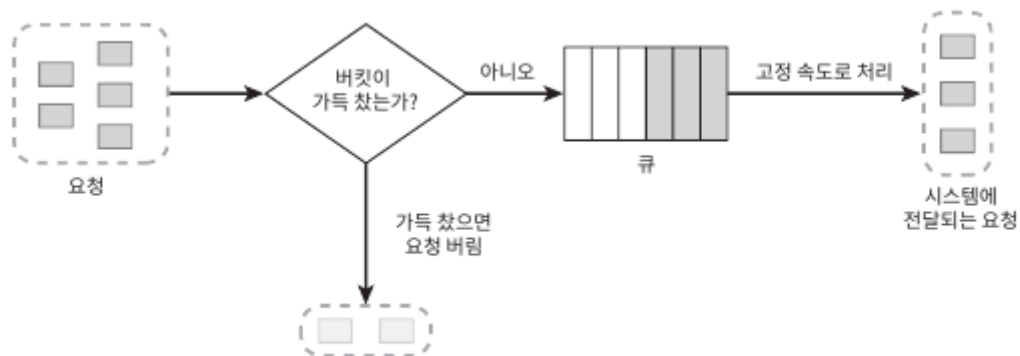 요청
버킷이
가득 찼는가?
아니오
큐
고정 속도로 처리
시스템에
전달되는 요청
가득 찼으면
요청 버림